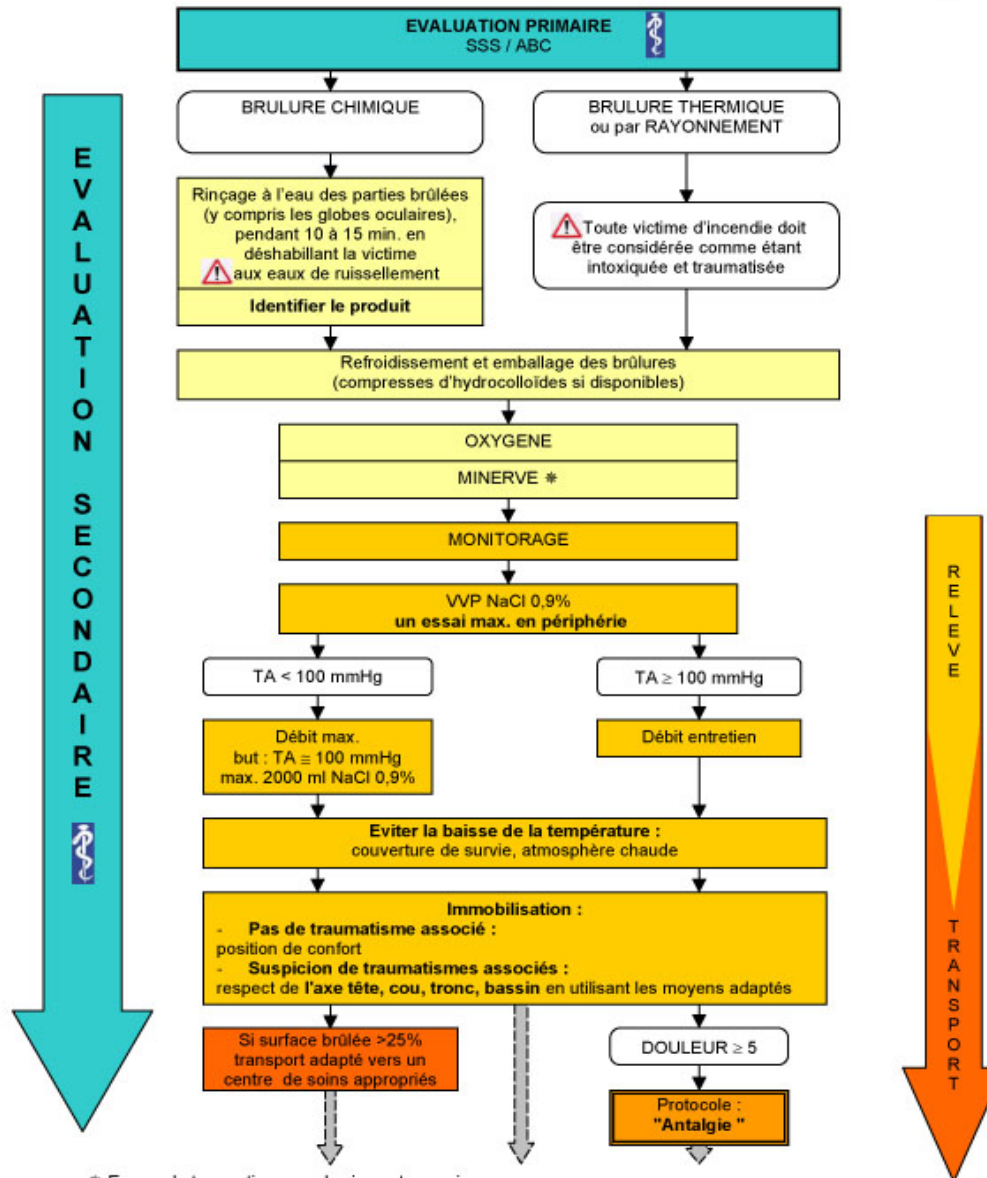 EVALUATION PRIMAIRE
SSS / ABC
BRULURE CHIMIQUE
BRULURE THERMIQUE
ou par RAYONNEMENT
EVALUATION SECONDAIRE
Rinçage à l'eau des parties brûlées
(y compris les globes oculaires),
pendant 10 à 15 min. en
déshabillant la victime
aux eaux de ruissellement
Identifier le produit
Toute victime d'incendie doit
être considérée comme étant
intoxiquée et traumatisée
Refroidissement et emballage des brûlures
(compresses d'hydrocolloïdes si disponibles)
OXYGENE
MINERVE *
MONITORAGE
VVP NaCl 0,9%
un essai max. en périphérie
RELEVE
TRANSPORT
TA < 100 mmHg
TA ≥ 100 mmHg
Débit max.
but : TA ≅ 100 mmHg
max. 2000 ml NaCl 0,9%
Débit entretien
Eviter la baisse de la température :
couverture de survie, atmosphère chaude
Immobilisation :
- Pas de traumatisme associé :
position de confort
- Suspicion de traumatismes associés :
respect de l'axe tête, cou, tronc, bassin en utilisant les moyens adaptés
Si surface brûlée >25%
transport adapté vers un
centre de soins appropriés
DOULEUR ≥ 5
Protocole :
"Antalgie "